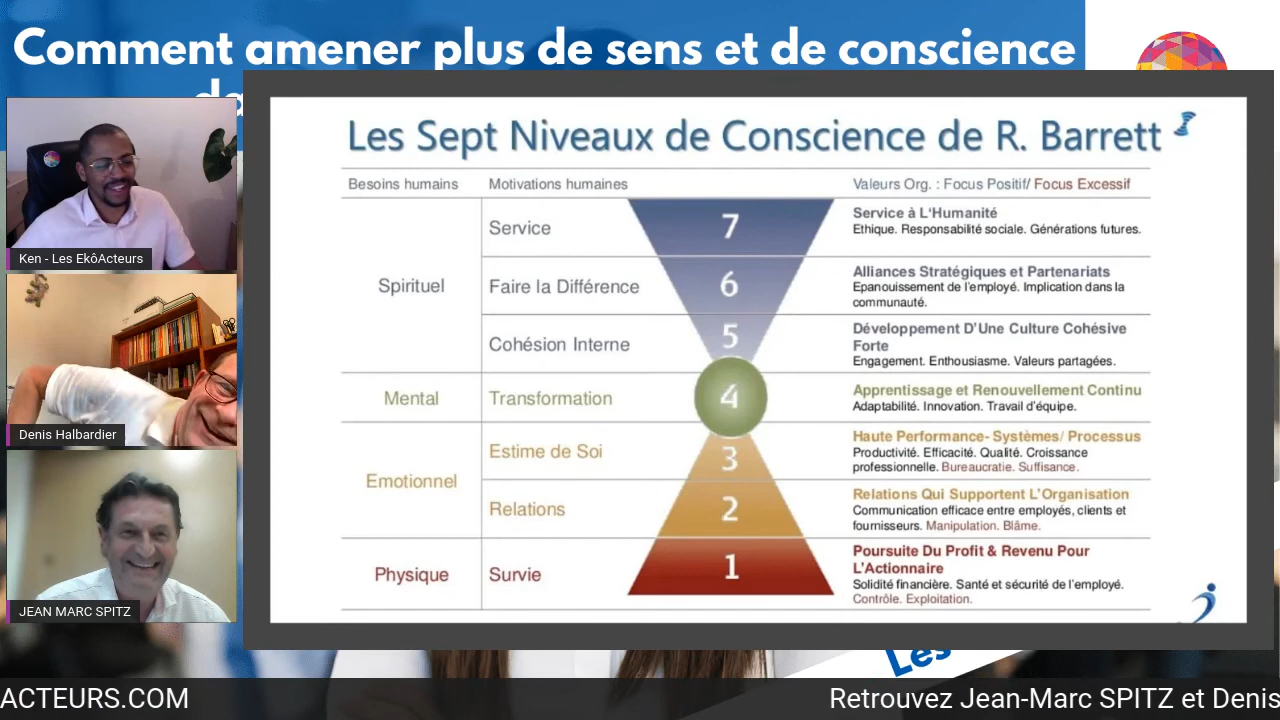 Comment amener plus de sens et de conscience
da
Ken - Les EkôActeurs
Denis Halbardier
JEAN MARC SPITZ
Les Sept Niveaux de Conscience de R. Barrett
Besoins humains
Motivations humaines
Valeurs Org. : Focus Positif/ Focus Excessif
Spirituel
Service
7
Service à L'Humanité
Ethique. Responsabilité sociale. Générations futures.
Faire la Différence
6
Alliances Stratégiques et Partenariats
Epanouissement de l'employé. Implication dans la
communauté.
Cohésion Interne
5
Développement D'Une Culture Cohésive
Forte
Engagement. Enthousiasme. Valeurs partagées.
Mental
Transformation
4
Apprentissage et Renouvellement Continu
Adaptabilité. Innovation. Travail d'équipe.
Emotionnel
Estime de Soi
3
Haute Performance- Systèmes/ Processus
Productivité. Efficacité. Qualité. Croissance
professionnelle. Bureaucratie. Suffisance.
Relations
2
Relations Qui Supportent L'Organisation
Communication efficace entre employés, clients et
fournisseurs. Manipulation. Blâme.
Physique
Survie
1
Poursuite Du Profit & Revenu Pour
L'Actionnaire
Solidité financière. Santé et sécurité de l'employé.
Contrôle. Exploitation.
Les
ACTEURS.COM
Retrouvez Jean-Marc SPITZ et Denis